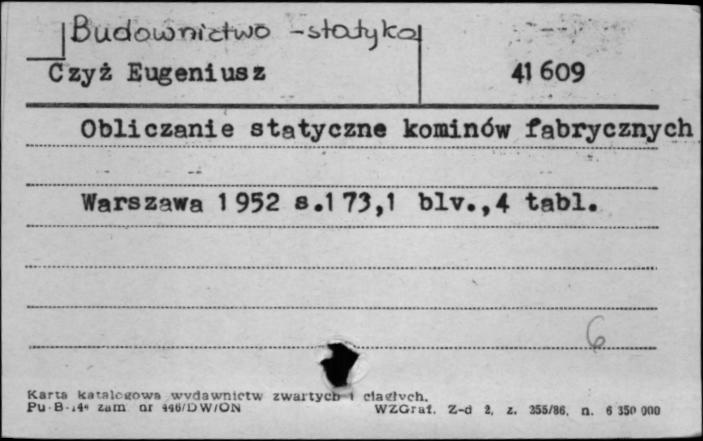 Budownictwo - statyka
Czyż Eugeniusz 41 609
Obliczanie statyczne kominów fabrycznych
Warszawa 1952 s.173,1 blv.,4 tabl.
6
Karta katalogowa wydawnictw zwartych i ciągłych.
Pu-B-14a zam nr 446/DW/ON WZGraf. Z-d 2, z. 355/86, n. 6 350 000